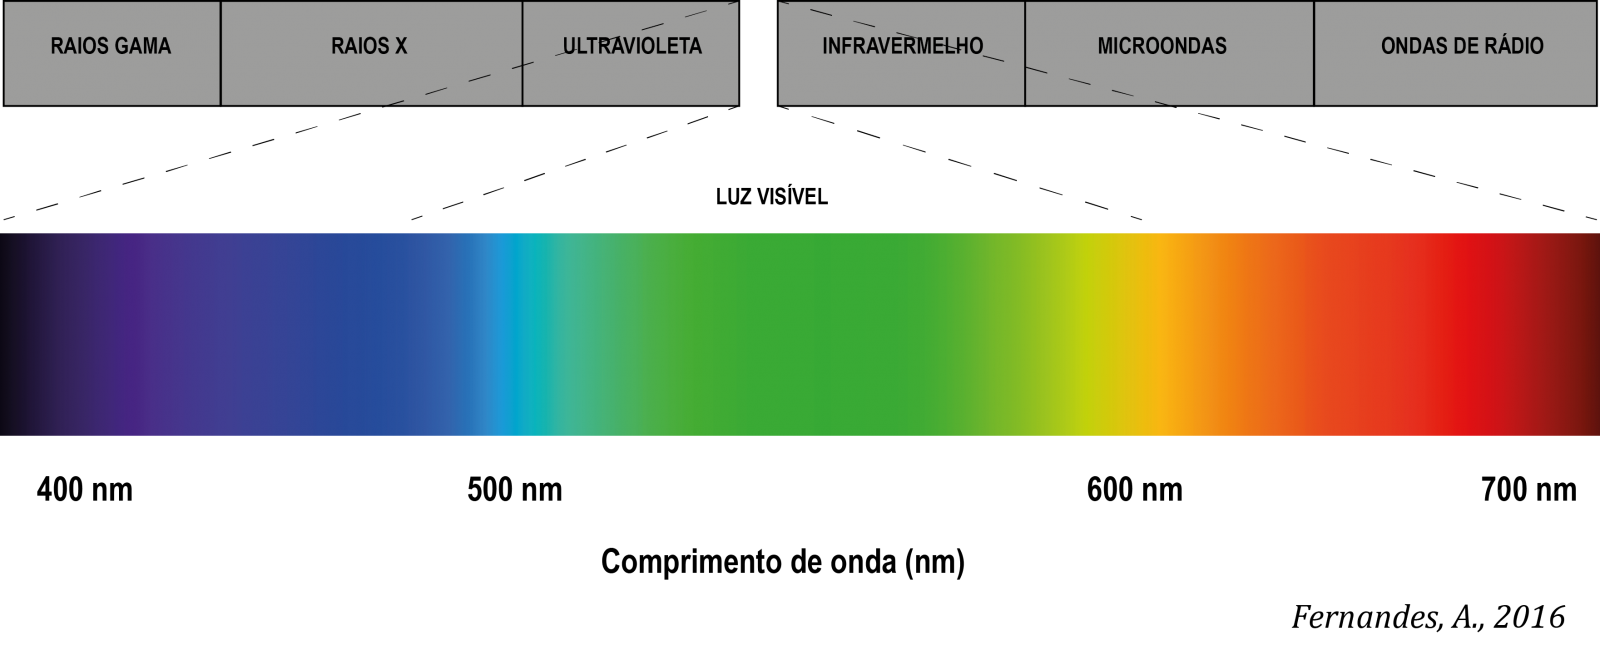 RAIOS GAMA RAIOS X ULTRAVIOLETA INFRAVERMELHO MICROONDAS ONDAS DE RÁDIO
LUZ VISÍVEL
400 nm 500 nm 600 nm 700 nm
Comprimento de onda (nm)
Fernandes, A., 2016